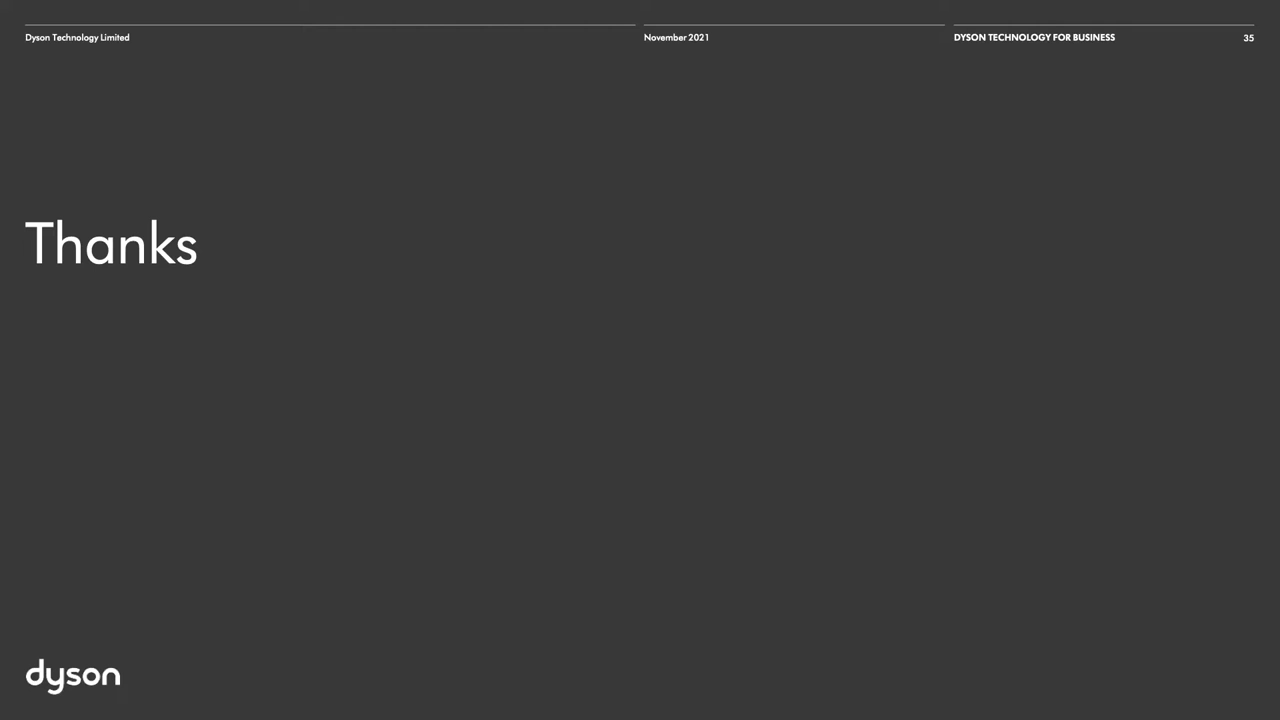 Dyson Technology Limited
November 2021
DYSON TECHNOLOGY FOR BUSINESS
35
Thanks
dyson